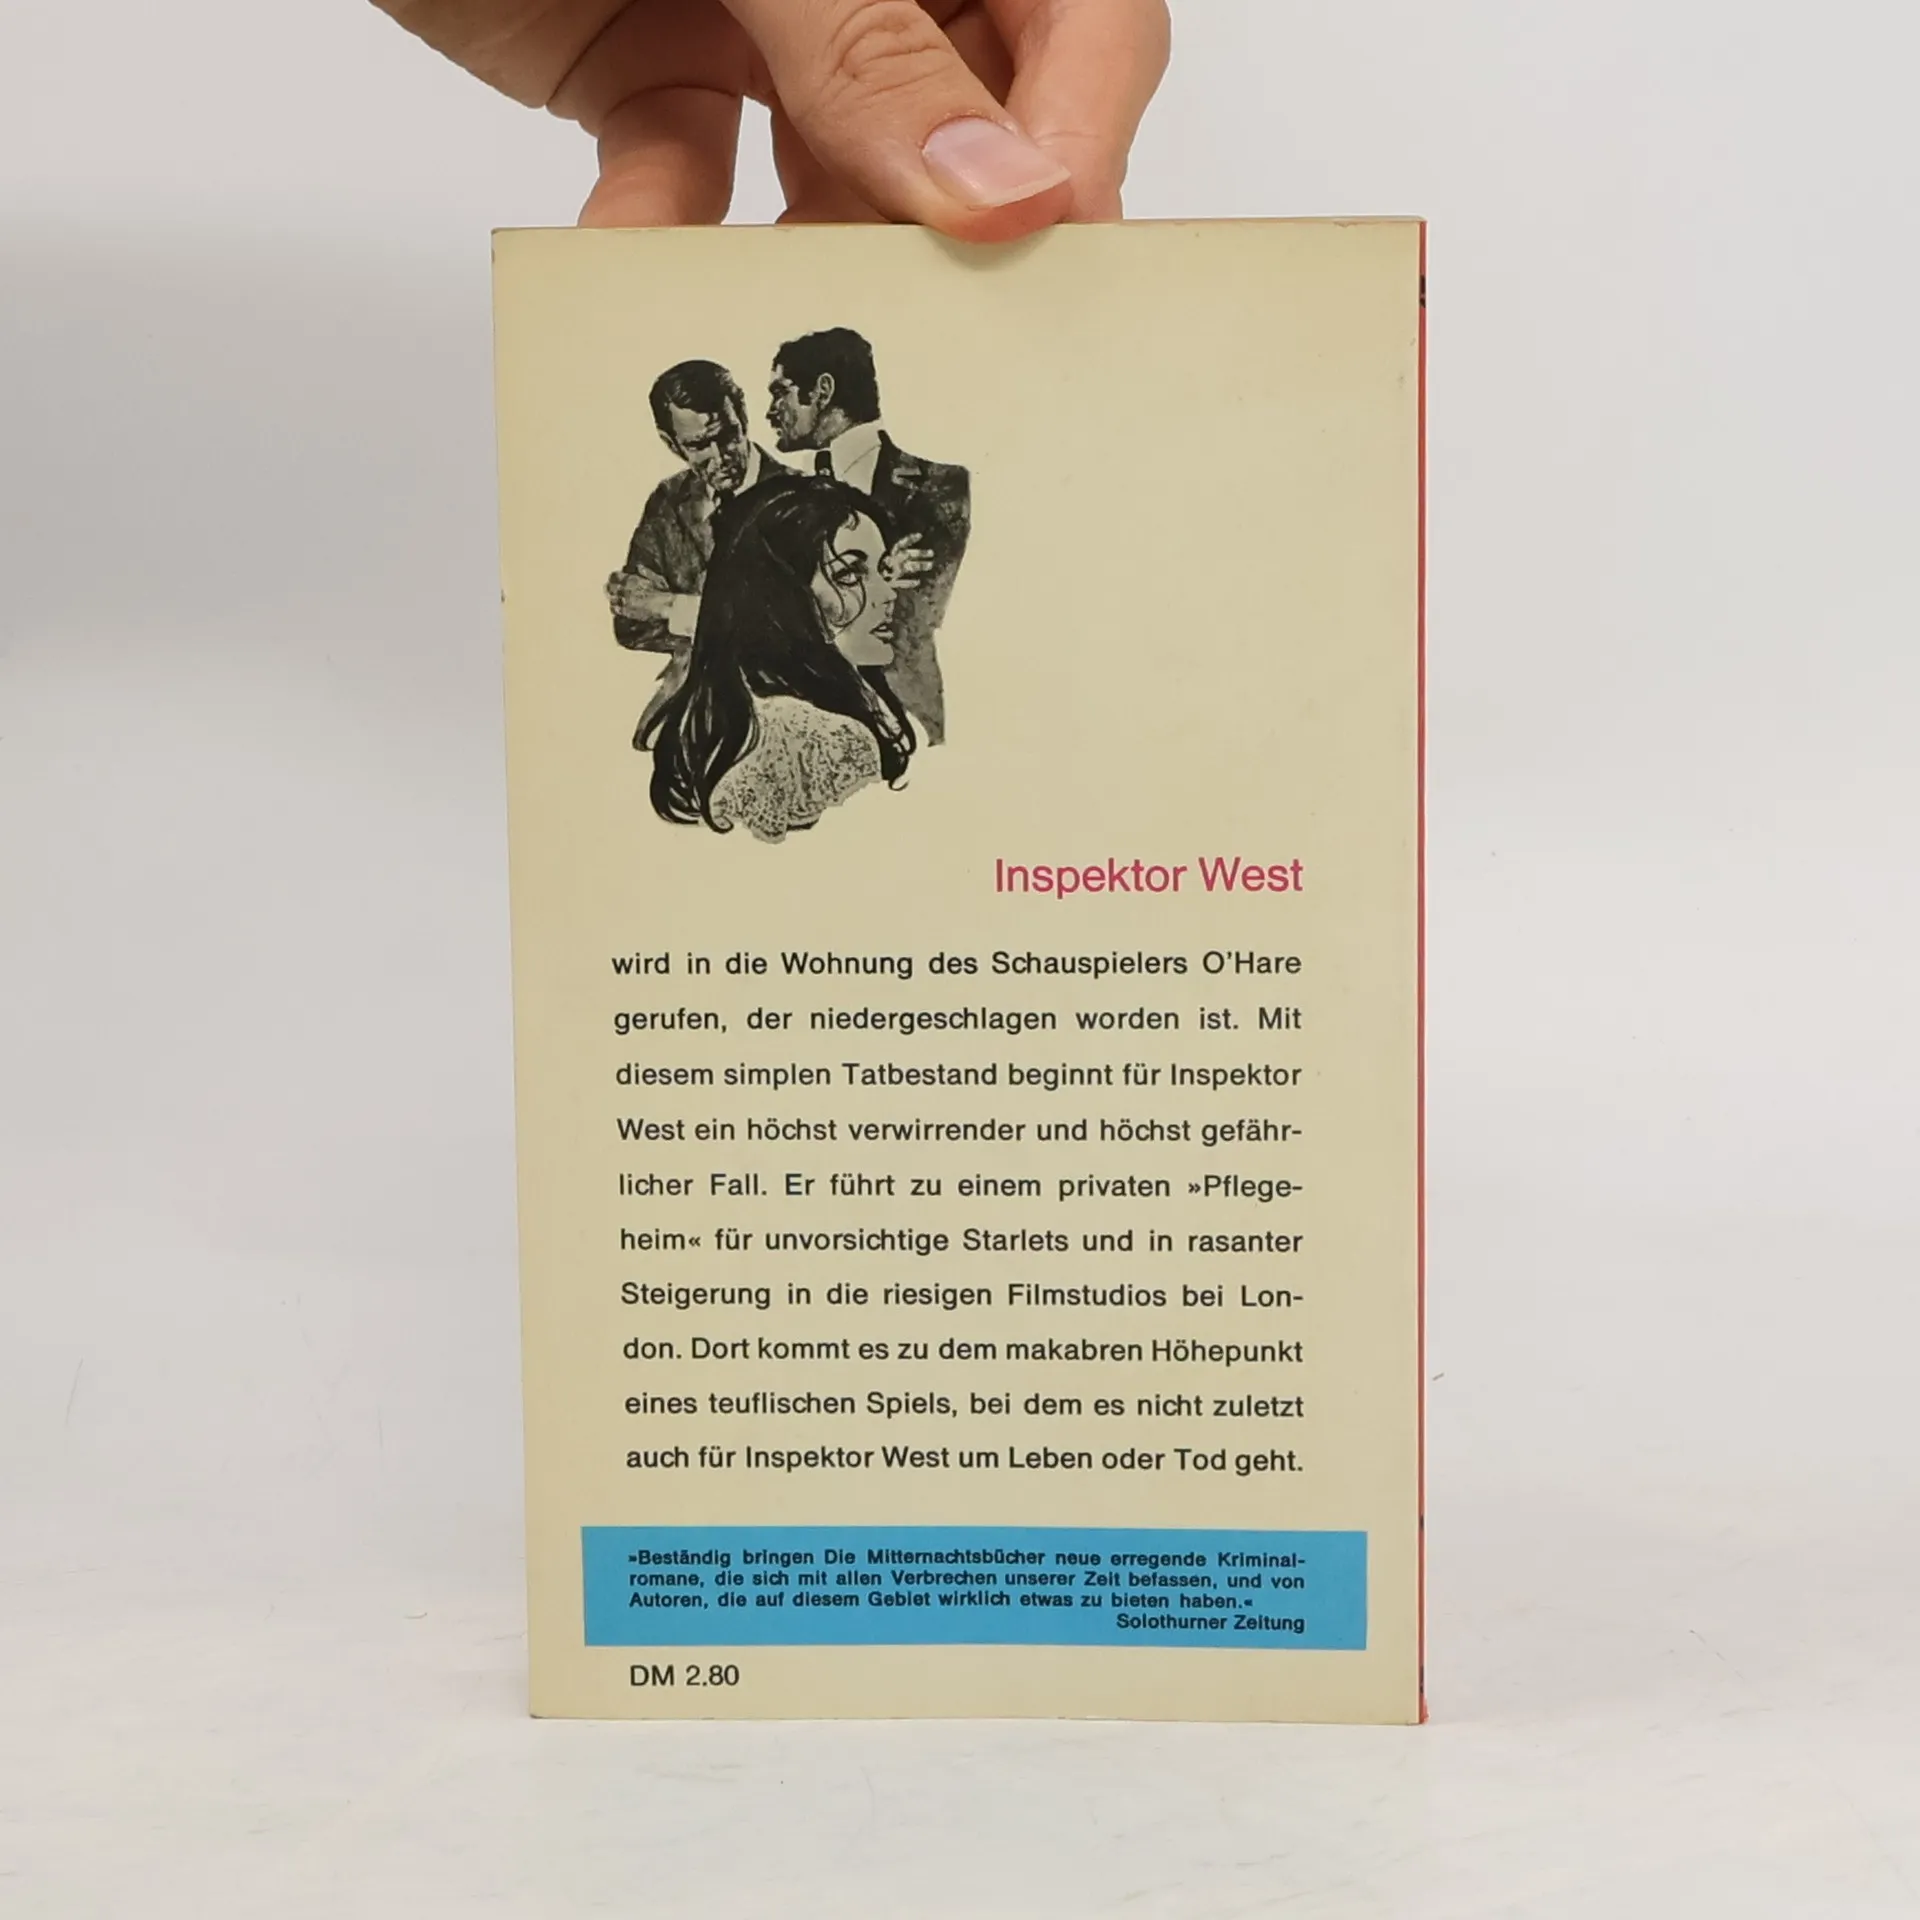 Inspektor West
wird in die Wohnung des Schauspielers O'Hare
gerufen, der niedergeschlagen worden ist. Mit
diesem simplen Tatbestand beginnt für Inspektor
West ein höchst verwirrender und höchst gefähr-
licher Fall. Er führt zu einem privaten »Pflege-
heim« für unvorsichtige Starlets und in rasanter
Steigerung in die riesigen Filmstudios bei Lon-
don. Dort kommt es zu dem makabren Höhepunkt
eines teuflischen Spiels, bei dem es nicht zuletzt
auch für Inspektor West um Leben oder Tod geht.
»Beständig bringen Die Mitternachtsbücher neue erregende Kriminal-
romane, die sich mit allen Verbrechen unserer Zeit befassen, und von
Autoren, die auf diesem Gebiet wirklich etwas zu bieten haben.«
Solothurner Zeitung
DM 2.80